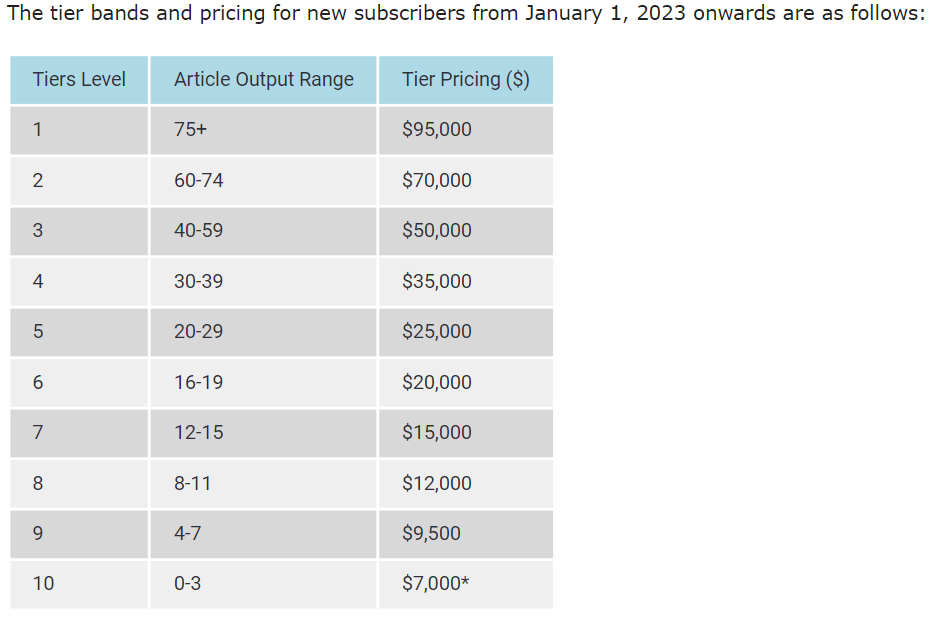 The tier bands and pricing for new subscribers from January 1, 2023 onwards are as follows:
Tiers Level Article Output Range Tier Pricing ($)
1 75+ $95,000
2 60-74 $70,000
3 40-59 $50,000
4 30-39 $35,000
5 20-29 $25,000
6 16-19 $20,000
7 12-15 $15,000
8 8-11 $12,000
9 4-7 $9,500
10 0-3 $7,000*